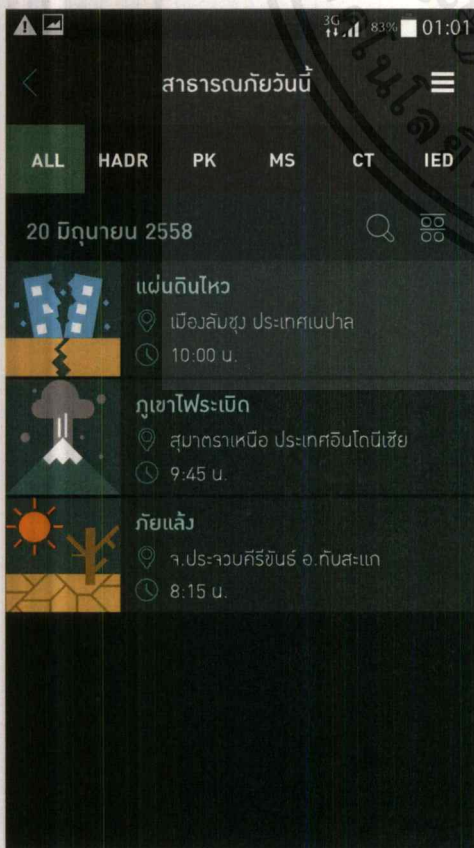 3G 83% 01:01
สาธารณภัยวันนี้
ALL HADR PK MS CT IED
20 มิถุนายน 2558
แผ่นดินไหว
เมืองลัมชุง ประเทศเนปาล
10:00 น.
ภูเขาไฟระเบิด
สุมาตราเหนือ ประเทศอินโดนีเซีย
9:45 น.
ภัยแล้ง
จ.ประจวบคีรีขันธ์ อ.ทับสะแก
8:15 น.